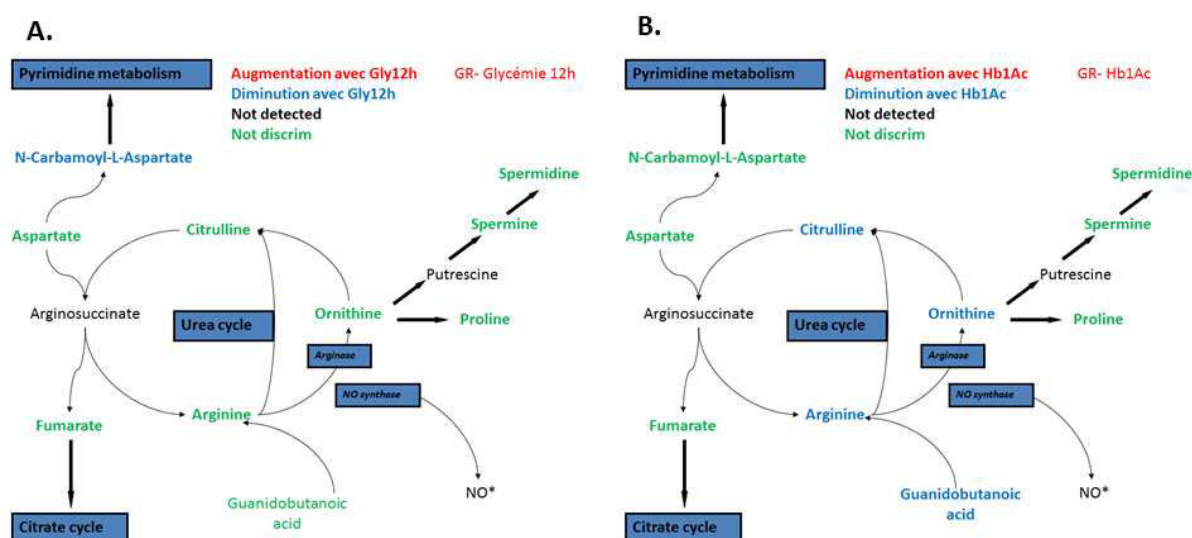 A.
Pyrimidine metabolism
Augmentation avec Gly12h
GR- Glycémie 12h
Diminution avec Gly12h
Not detected
Not discrim
N-Carbamoyl-L-Aspartate
Spermidine
Aspartate
Citrulline
Spermine
Putrescine
Arginosuccinate
Urea cycle
Ornithine
Proline
Arginase
NO synthase
Arginine
Fumarate
Guanidobutanoic
acid
NO*
Citrate cycle
B.
Pyrimidine metabolism
Augmentation avec Hb1Ac
GR- Hb1Ac
Diminution avec Hb1Ac
Not detected
Not discrim
N-Carbamoyl-L-Aspartate
Spermidine
Aspartate
Citrulline
Spermine
Putrescine
Arginosuccinate
Urea cycle
Ornithine
Proline
Arginase
NO synthase
Arginine
Fumarate
Guanidobutanoic
acid
NO*
Citrate cycle